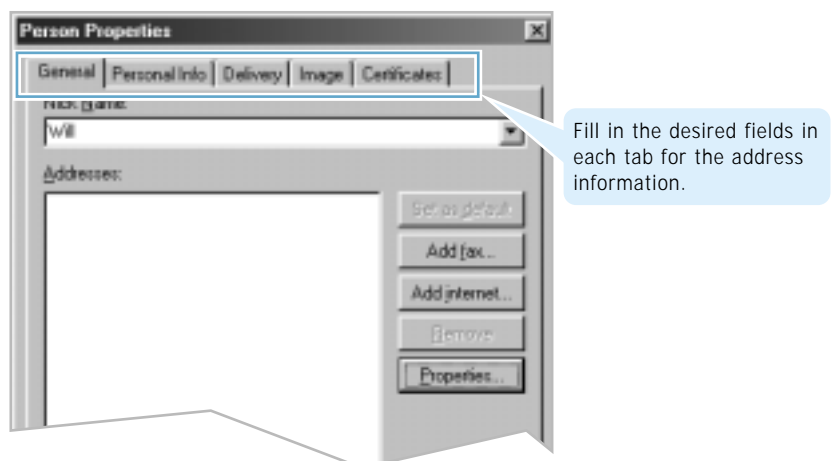 Person Properties
General Personal Info Delivery Image Certificates
Nick Name:
Will
Fill in the desired fields in
each tab for the address
information.
Addresses:
Set as default
Add fax...
Add internet...
Remove
Properties...